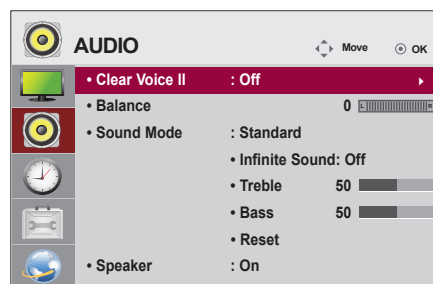 AUDIO Move OK
• Clear Voice II : Off
• Balance 0 L R
• Sound Mode : Standard
• Infinite Sound: Off
• Treble 50
• Bass 50
• Reset
• Speaker : On